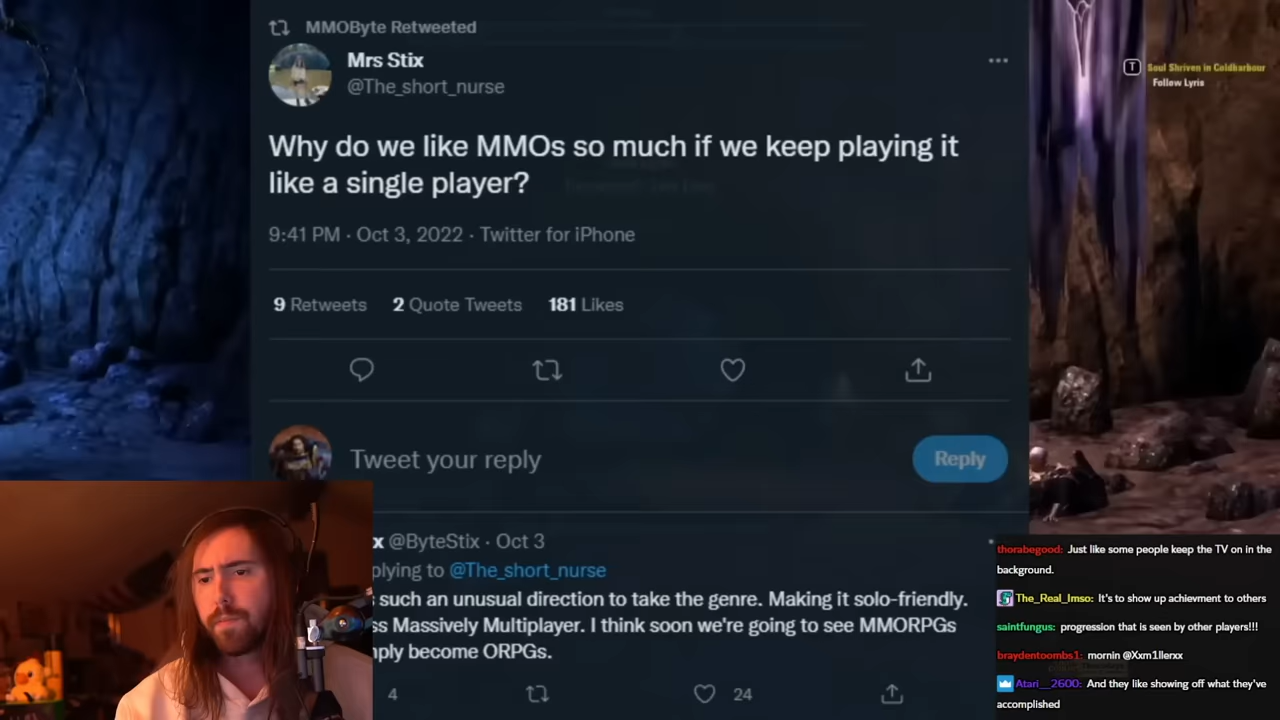 MMOByte Retweeted
Mrs Stix
@The_short_nurse
Why do we like MMOs so much if we keep playing it
like a single player?
9:41 PM · Oct 3, 2022 · Twitter for iPhone
9 Retweets 2 Quote Tweets 181 Likes
Tweet your reply
Reply
x @ByteStix · Oct 3
plying to @The_short_nurse
such an unusual direction to take the genre. Making it solo-friendly.
ss Massively Multiplayer. I think soon we're going to see MMORPGs
nply become ORPGs.
4
24
T Soul Shriven in Coldharbour
Follow Lyris
thorabegood: Just like some people keep the TV on in the
background.
The_Real_Imso: It's to show up achievment to others
saintfungus: progression that is seen by other players!!!
braydentoombs1: mornin @Xxm1llerxx
Atari__2600: And they like showing off what they've
accomplished